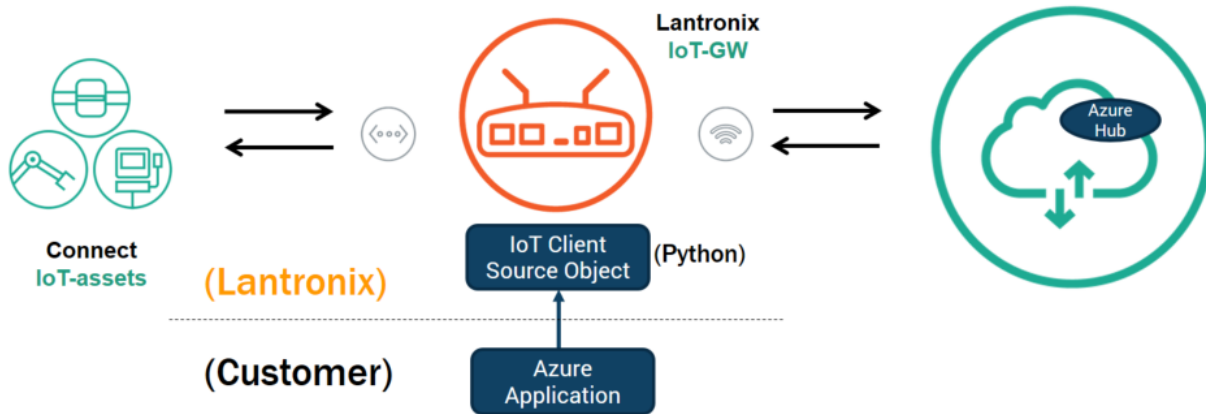 Lantronix
IoT-GW
Azure
Hub
Connect
IoT-assets
IoT Client
Source Object
(Python)
(Lantronix)
(Customer)
Azure
Application